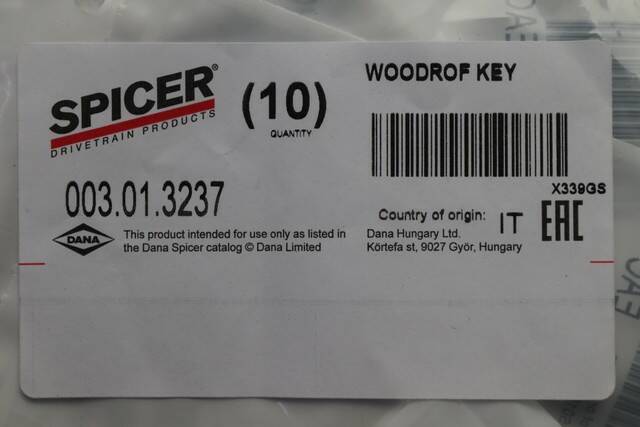 SPICER®
DRIVETRAIN PRODUCTS
(10)
QUANTITY
WOODROF KEY
X339GS
003.01.3237
Country of origin: IT
EAC
DANA
This product intended for use only as listed in
the Dana Spicer catalog © Dana Limited
Dana Hungary Ltd.
Körtefa st, 9027 Györ, Hungary